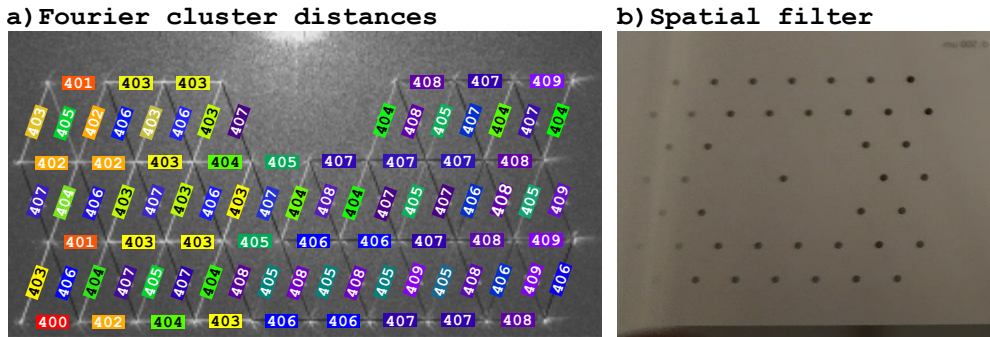 a)Fourier cluster distances
b)Spatial filter
401 403 403 408 407 409
403 405 402 406 403 406 403 407 404 408 405 407 404 407 404
402 402 403 404 405 407 407 407 408
407 404 406 403 407 403 406 403 407 404 408 404 407 405 407 406 408 405 409
401 403 403 405 406 406 407 408 409
403 406 404 407 405 407 404 408 405 408 405 408 405 409 405 408 406 409 406
400 402 404 403 406 406 407 407 408